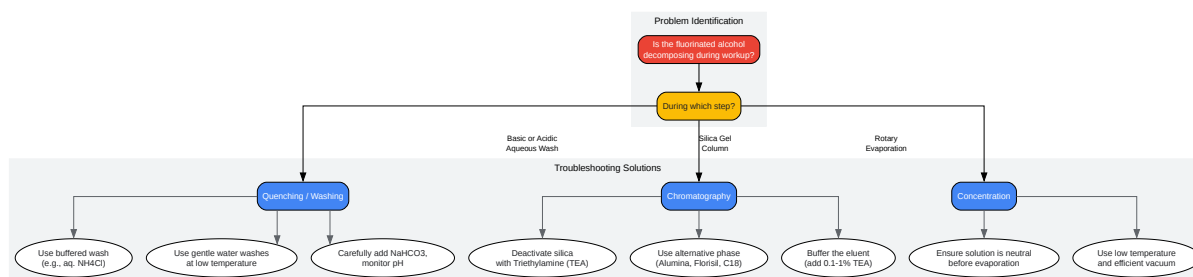 Problem Identification
Is the fluorinated alcohol
decomposing during workup?
During which step?
Basic or Acidic
Aqueous Wash
Silica Gel
Column
Rotary
Evaporation
Troubleshooting Solutions
Quenching / Washing
Chromatography
Concentration
Use buffered wash
(e.g., aq. NH4Cl)
Use gentle water washes
at low temperature
Carefully add NaHCO3,
monitor pH
Deactivate silica
with Triethylamine (TEA)
Use alternative phase
(Alumina, Florisil, C18)
Buffer the eluent
(add 0.1-1% TEA)
Ensure solution is neutral
before evaporation
Use low temperature
and efficient vacuum